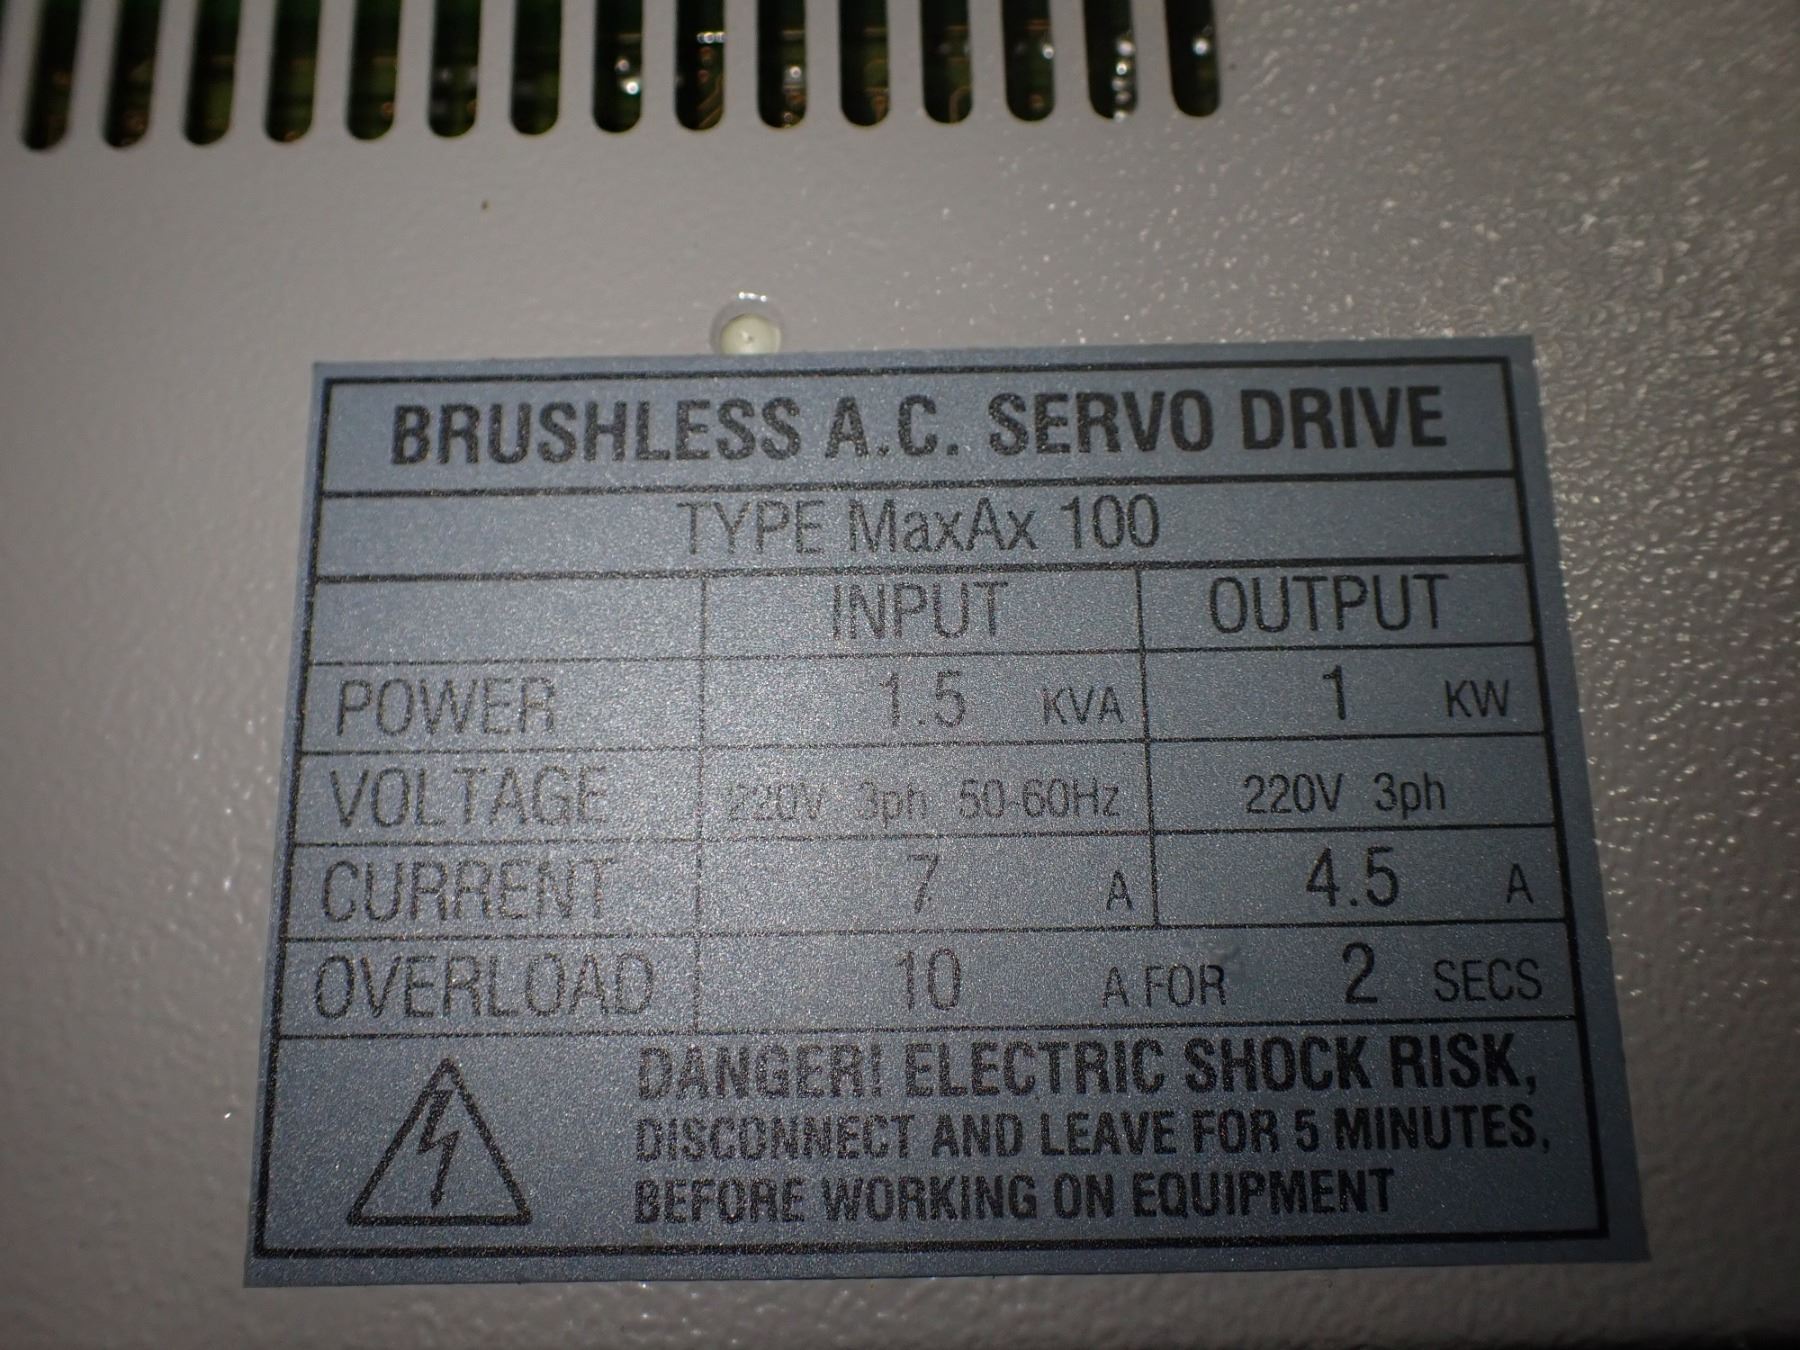 BRUSHLESS A.C. SERVO DRIVE
TYPE MaxAx 100
INPUT OUTPUT
POWER 1.5 KVA 1 KW
VOLTAGE 220V 3ph 50-60Hz 220V 3ph
CURRENT 7 A 4.5 A
OVERLOAD 10 A FOR 2 SECS
DANGER! ELECTRIC SHOCK RISK,
DISCONNECT AND LEAVE FOR 5 MINUTES,
BEFORE WORKING ON EQUIPMENT